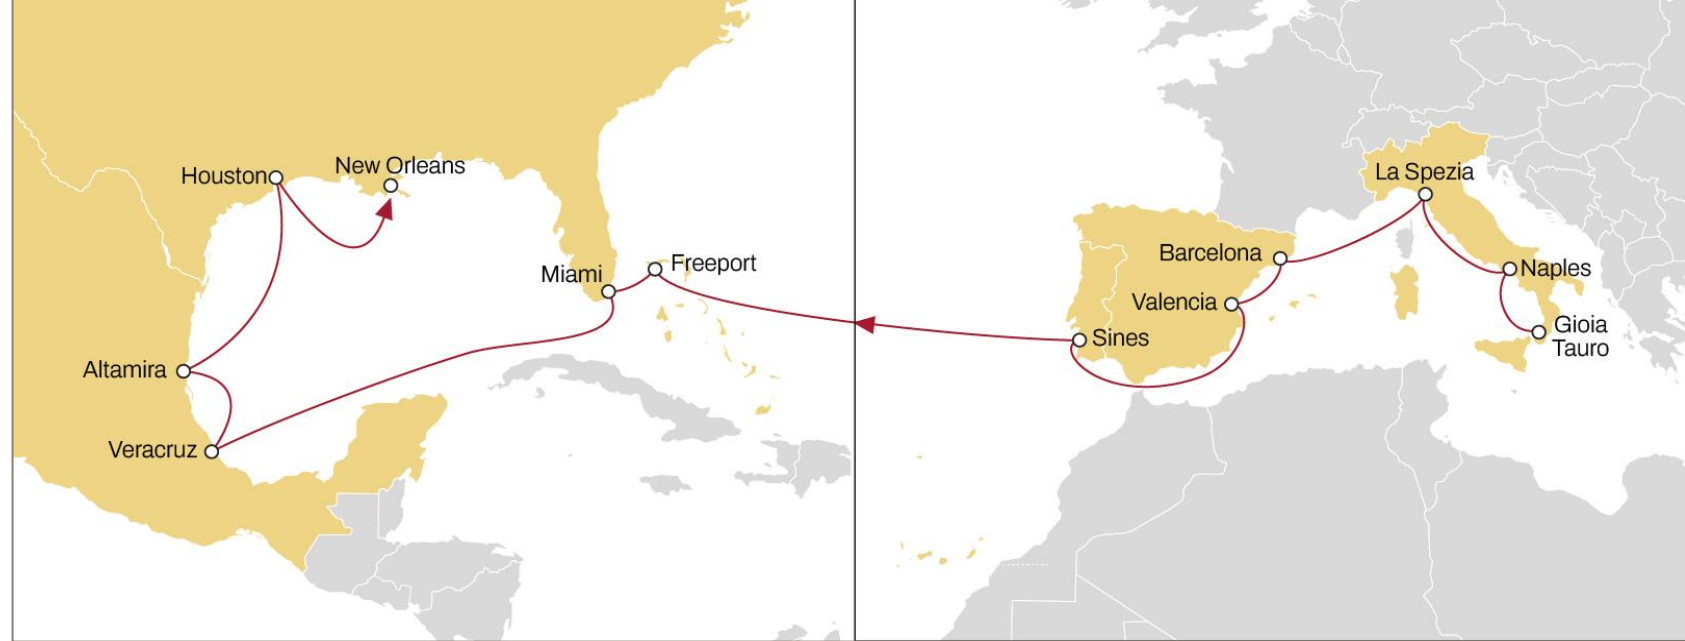 Houston
New Orleans
Miami
Freeport
Altamira
Veracruz
La Spezia
Barcelona
Naples
Valencia
Sines
Gioia
Tauro